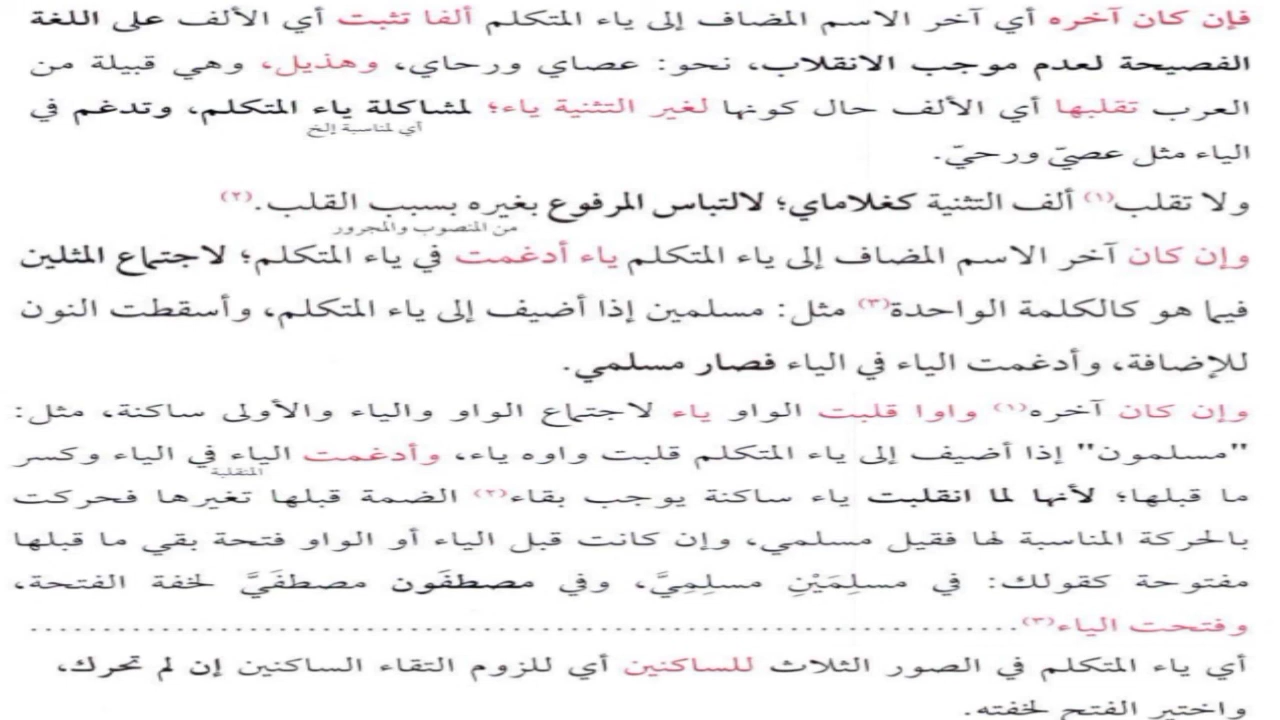 فإن كان آخره أي آخر الاسم المضاف إلى ياء المتكلم ألفا تثبت أي الألف على اللغة
الفصيحة لعدم موجب الانقلاب، نحو: عصاي ورحاي، وهذيل، وهي قبيلة من
العرب تقلبها أي الألف حال كونها لغير التثنية ياء؛ لمشاكلة ياء المتكلم، وتدغم في
أي لمناسبة إلخ
الياء مثل عصيّ ورحيّ.
ولا تقلب(١) ألف التثنية كغلاماي؛ لالتباس المرفوع بغيره بسبب القلب.(٢)
من المنصوب والمجرور
وإن كان آخر الاسم المضاف إلى ياء المتكلم ياء أدغمت في ياء المتكلم؛ لاجتماع المثلين
فيما هو كالكلمة الواحدة(٣) مثل: مسلمين إذا أضيف إلى ياء المتكلم، وأسقطت النون
للإضافة، وأدغمت الياء في الياء فصار مسلمي.
وإن كان آخره(١) واوا قلبت الواو ياء لاجتماع الواو والياء والأولى ساكنة، مثل:
"مسلمون" إذا أضيف إلى ياء المتكلم قلبت واوه ياء، وأدغمت الياء في الياء وكسر
المنقلبة
ما قبلها؛ لأنها لما انقلبت ياء ساكنة يوجب بقاء(٢) الضمة قبلها تغيرها فحركت
بالحركة المناسبة لها فقيل مسلمي، وإن كانت قبل الياء أو الواو فتحة بقي ما قبلها
مفتوحة كقولك: في مسلِمَيْنِ مسلِمِيَّ، وفي مصطفَون مصطفَيَّ لخفة الفتحة،
وفتحت الياء(٣)..........................................................................
أي ياء المتكلم في الصور الثلاث للساكنين أي للزوم التقاء الساكنين إن لم تحرك،
واختير الفتح لخفته.